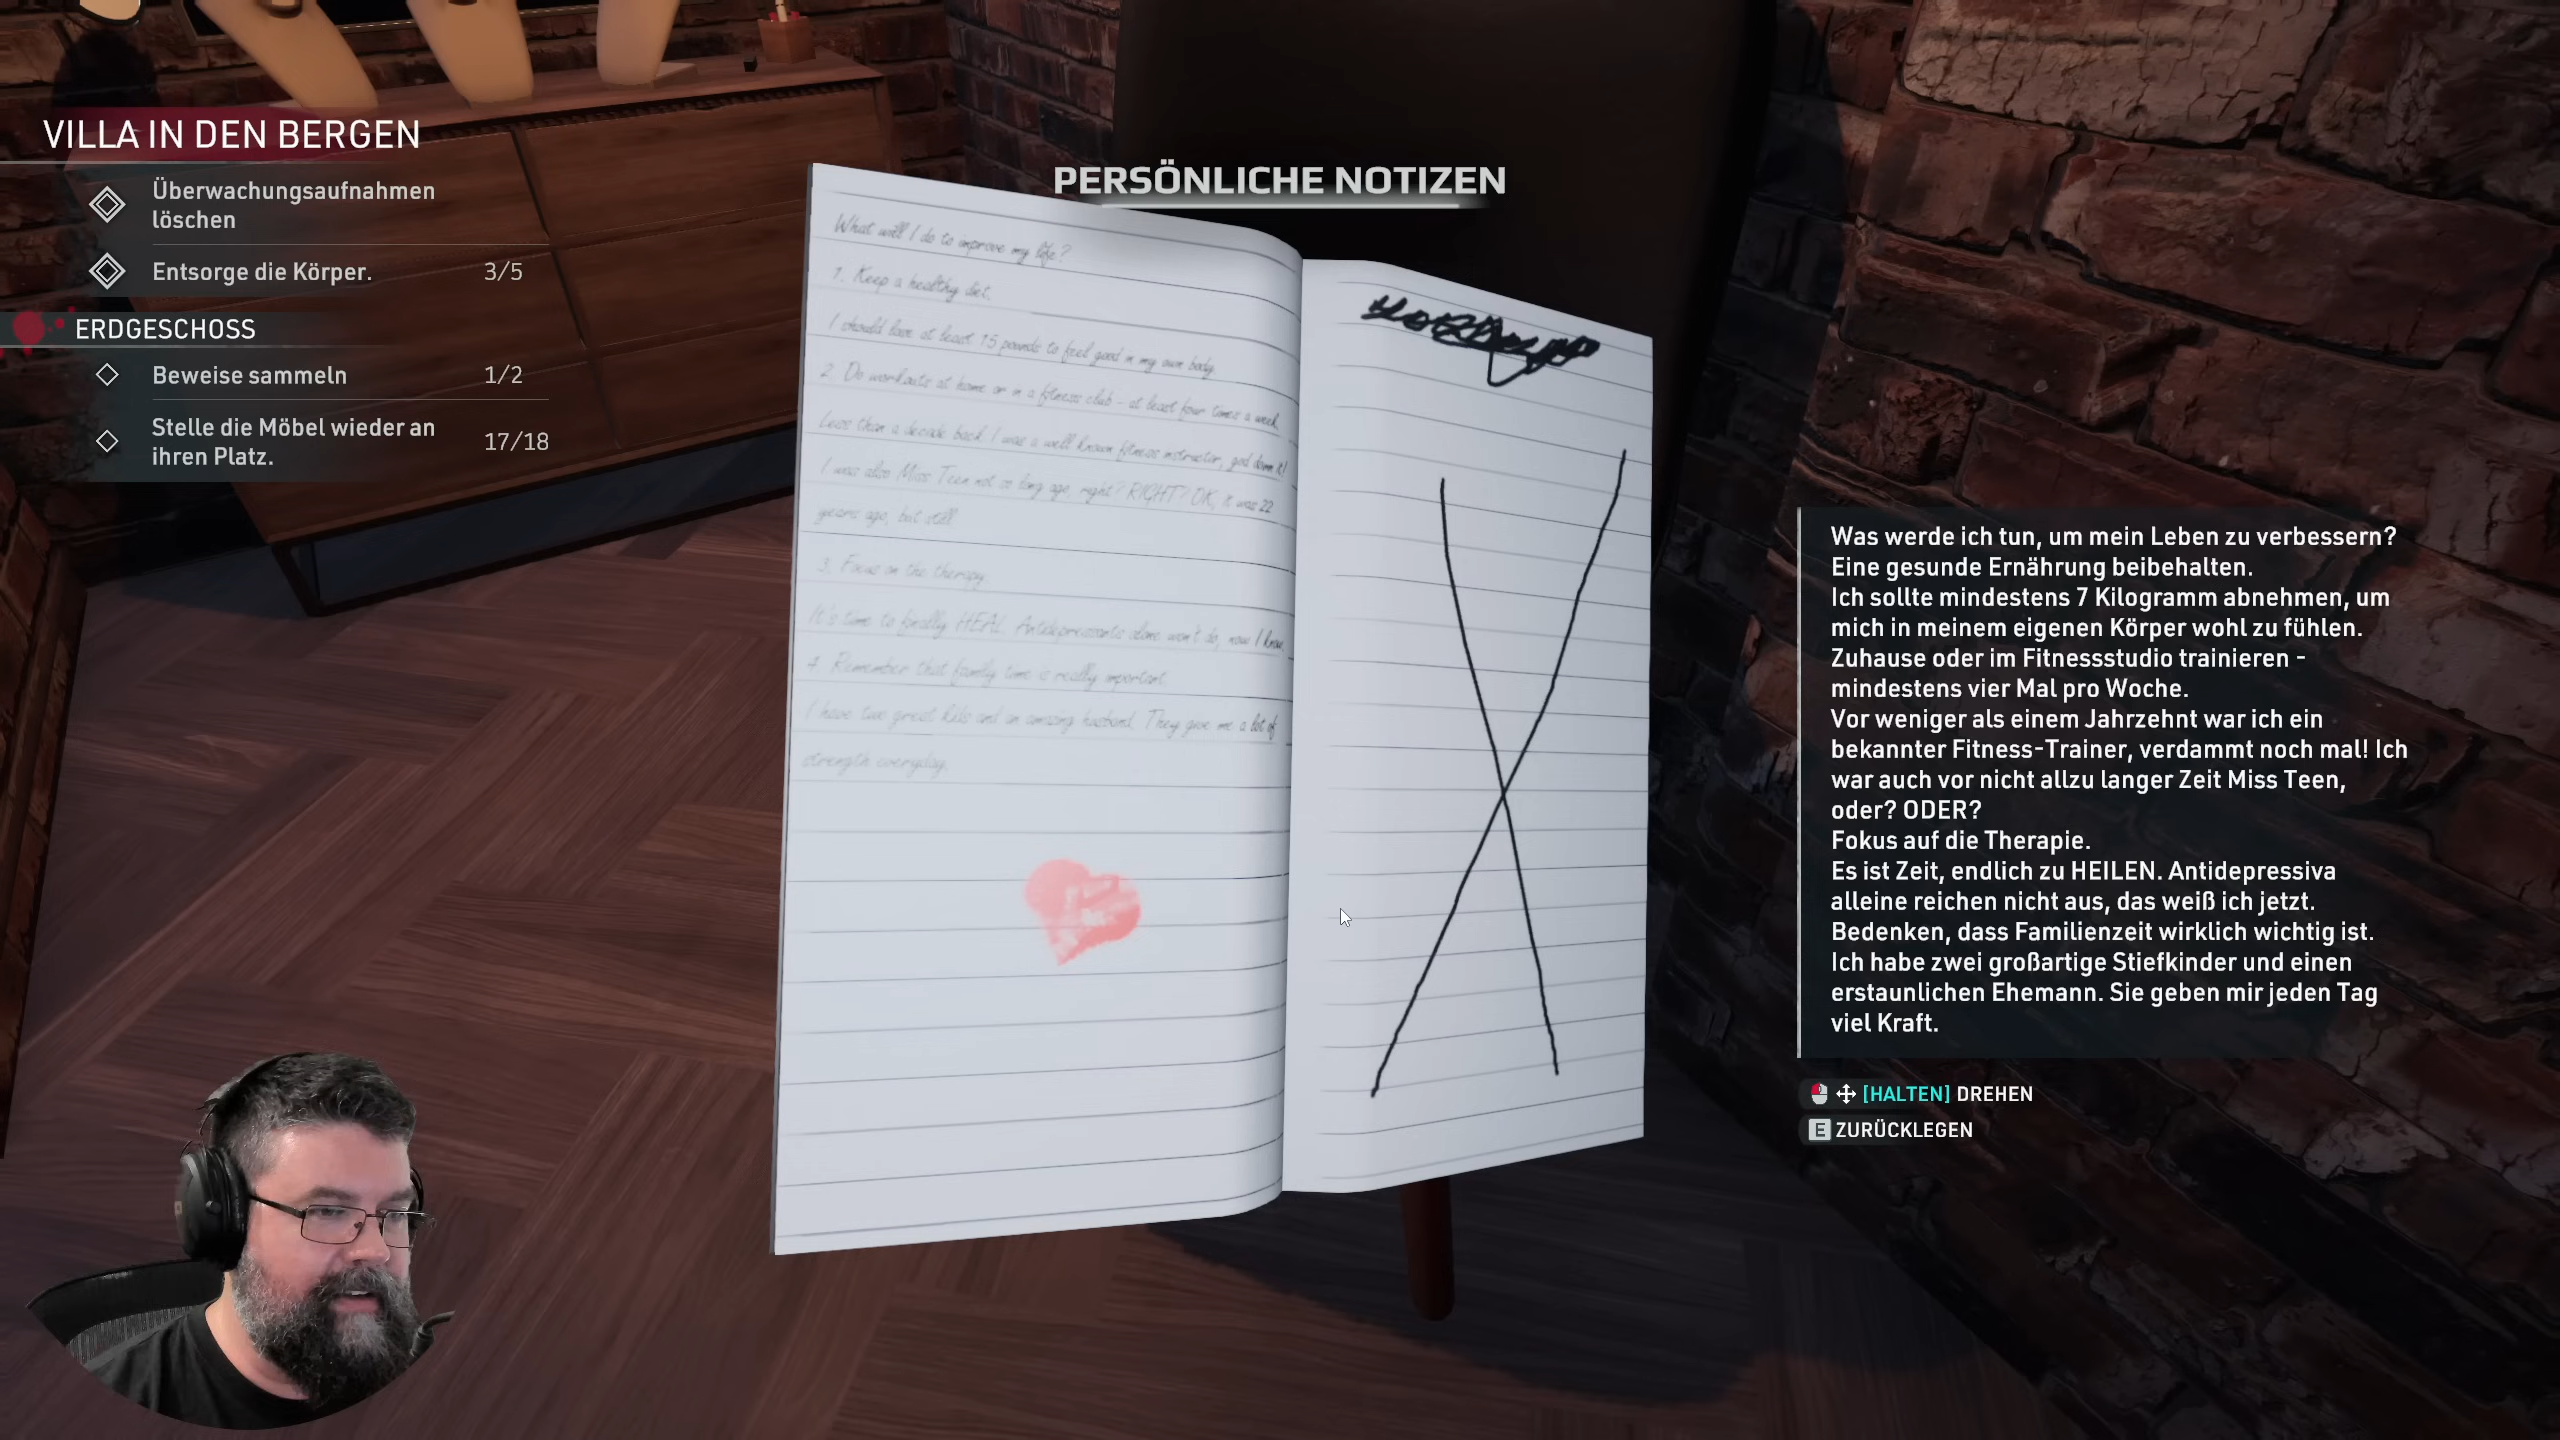 VILLA IN DEN BERGEN
Überwachungsaufnahmen
löschen
Entsorge die Körper. 3/5
ERDGESCHOSS
Beweise sammeln 1/2
Stelle die Möbel wieder an
ihren Platz. 17/18
PERSÖNLICHE NOTIZEN
What will I do to improve my life?
1. Keep a healthy diet.
I should lose at least 15 pounds to feel good in my own body.
2. Do workouts at home or in a fitness club - at least four times a week.
Less than a decade back I was a well known fitness instructor, god damn it!
I was also Miss Teen not so long ago, right? RIGHT? OK, it was 22
years ago, but still.
3. Focus on the therapy.
It's time to finally HEAL. Antidepressants alone won't do, now I know.
4. Remember that family time is really important.
I have two great kids and an amazing husband. They give me a lot of
strength everyday.
Was werde ich tun, um mein Leben zu verbessern?
Eine gesunde Ernährung beibehalten.
Ich sollte mindestens 7 Kilogramm abnehmen, um
mich in meinem eigenen Körper wohl zu fühlen.
Zuhause oder im Fitnessstudio trainieren -
mindestens vier Mal pro Woche.
Vor weniger als einem Jahrzehnt war ich ein
bekannter Fitness-Trainer, verdammt noch mal! Ich
war auch vor nicht allzu langer Zeit Miss Teen,
oder? ODER?
Fokus auf die Therapie.
Es ist Zeit, endlich zu HEILEN. Antidepressiva
alleine reichen nicht aus, das weiß ich jetzt.
Bedenken, dass Familienzeit wirklich wichtig ist.
Ich habe zwei großartige Stiefkinder und einen
erstaunlichen Ehemann. Sie geben mir jeden Tag
viel Kraft.
[HALTEN] DREHEN
E ZURÜCKLEGEN